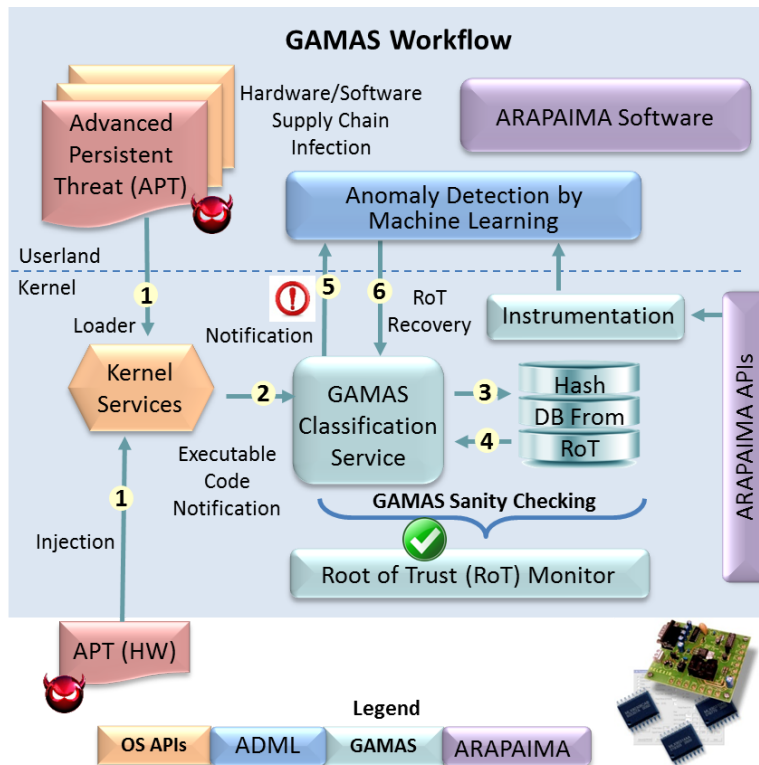 GAMAS Workflow
Advanced
Persistent
Threat (APT)
Hardware/Software
Supply Chain
Infection
ARAPAIMA Software
Anomaly Detection by
Machine Learning
Userland
Kernel
1
Loader
5
6
Notification
RoT
Recovery
Instrumentation
ARAPAIMA APIs
Kernel
Services
2
GAMAS
Classification
Service
3
4
Hash
DB From
RoT
Executable
Code
Notification
1
Injection
GAMAS Sanity Checking
Root of Trust (RoT) Monitor
APT (HW)
Legend
OS APIs
ADML
GAMAS
ARAPAIMA